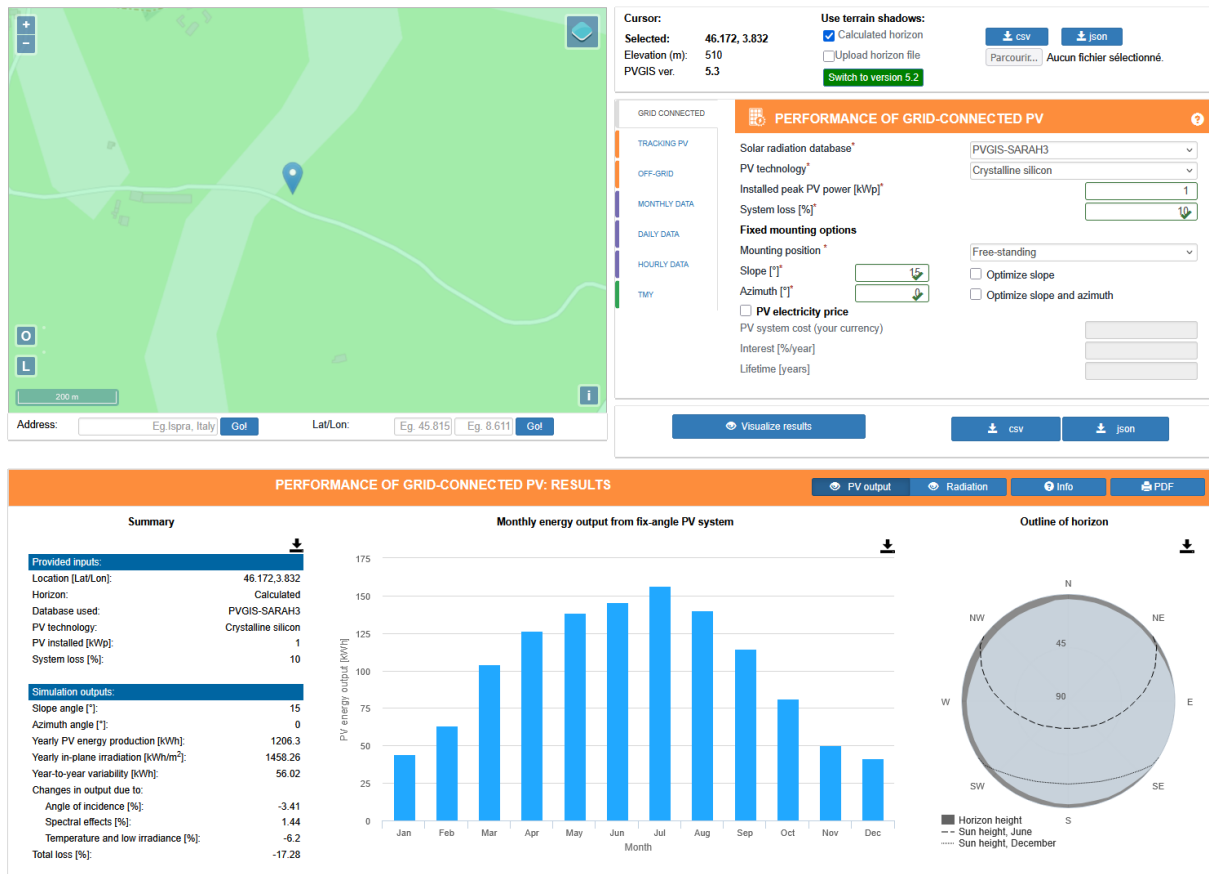 +
−
O
L
200 m
i
Address: Eg.Ispra, Italy Go! Lat/Lon: Eg. 45.815 Eg. 8.611 Go!
Cursor:
Selected: 46.172, 3.832
Elevation (m): 510
PVGIS ver. 5.3
Use terrain shadows:
Calculated horizon
Upload horizon file
Switch to version 5.2
csv json
Parcourir... Aucun fichier sélectionné.
GRID CONNECTED
TRACKING PV
OFF-GRID
MONTHLY DATA
DAILY DATA
HOURLY DATA
TMY
PERFORMANCE OF GRID-CONNECTED PV ?
Solar radiation database* PVGIS-SARAH3
PV technology* Crystalline silicon
Installed peak PV power [kWp]* 1
System loss [%]* 10
Fixed mounting options
Mounting position * Free-standing
Slope [°]* 15 Optimize slope
Azimuth [°]* 0 Optimize slope and azimuth
PV electricity price
PV system cost (your currency)
Interest [%/year]
Lifetime [years]
Visualize results csv json
PERFORMANCE OF GRID-CONNECTED PV: RESULTS PV output Radiation ? Info PDF
Summary
Provided inputs:
Location [Lat/Lon]: 46.172,3.832
Horizon: Calculated
Database used: PVGIS-SARAH3
PV technology: Crystalline silicon
PV installed [kWp]: 1
System loss [%]: 10
Simulation outputs:
Slope angle [°]: 15
Azimuth angle [°]: 0
Yearly PV energy production [kWh]: 1206.3
Yearly in-plane irradiation [kWh/m²]: 1458.26
Year-to-year variability [kWh]: 56.02
Changes in output due to:
Angle of incidence [%]: -3.41
Spectral effects [%]: 1.44
Temperature and low irradiance [%]: -6.2
Total loss [%]: -17.28
Monthly energy output from fix-angle PV system
PV energy output [kWh]
175
150
125
100
75
50
25
0
Jan Feb Mar Apr May Jun Jul Aug Sep Oct Nov Dec
Month
Outline of horizon
N
NW NE
45
W 90 E
SW SE
S
Horizon height
Sun height, June
Sun height, December